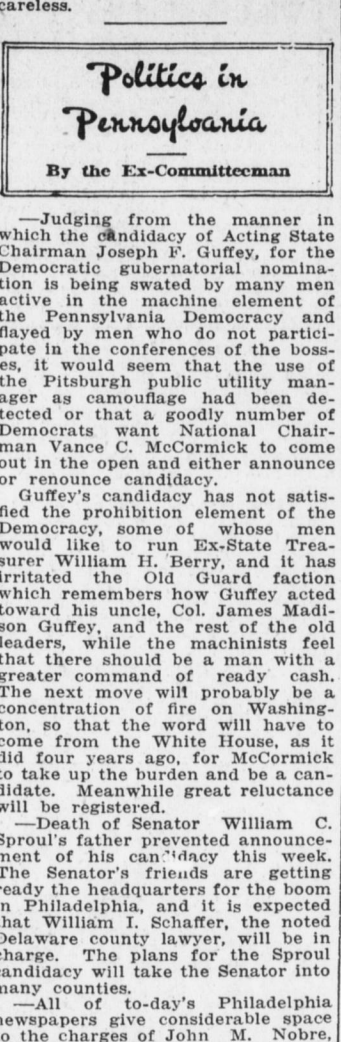 careless.
Politics in
Pennsylvania
By the Ex-Committeeman
—Judging from the manner in
which the candidacy of Acting State
Chairman Joseph F. Guffey, for the
Democratic gubernatorial nomina-
tion is being swated by many men
active in the machine element of
the Pennsylvania Democracy and
flayed by men who do not partici-
pate in the conferences of the boss-
es, it would seem that the use of
the Pitsburgh public utility man-
ager as camouflage had been de-
tected or that a goodly number of
Democrats want National Chair-
man Vance C. McCormick to come
out in the open and either announce
or renounce candidacy.
Guffey's candidacy has not satis-
fied the prohibition element of the
Democracy, some of whose men
would like to run Ex-State Trea-
surer William H. Berry, and it has
irritated the Old Guard faction
which remembers how Guffey acted
toward his uncle, Col. James Madi-
son Guffey, and the rest of the old
leaders, while the machinists feel
that there should be a man with a
greater command of ready cash.
The next move will probably be a
concentration of fire on Washing-
ton, so that the word will have to
come from the White House, as it
did four years ago, for McCormick
to take up the burden and be a can-
didate. Meanwhile great reluctance
will be registered.
—Death of Senator William C.
Sproul's father prevented announce-
ment of his candidacy this week.
The Senator's friends are getting
ready the headquarters for the boom
in Philadelphia, and it is expected
that William I. Schaffer, the noted
Delaware county lawyer, will be in
charge. The plans for the Sproul
candidacy will take the Senator into
many counties.
—All of to-day's Philadelphia
newspapers give considerable space
to the charges of John M. Nobre,